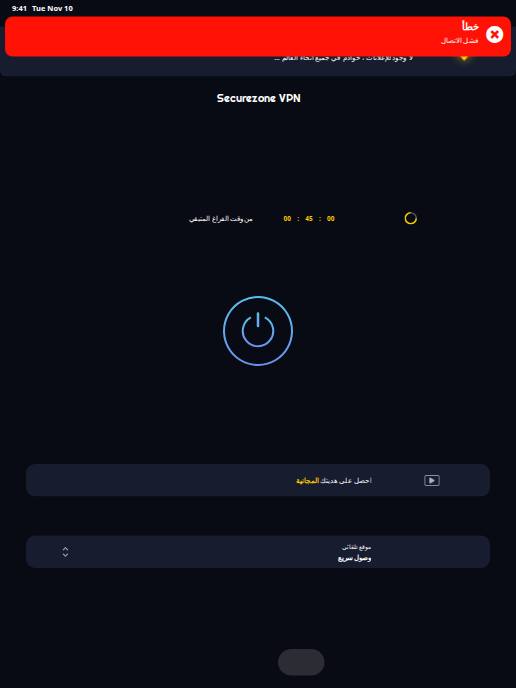 9:41 Tue Nov 10
خطأ
فشل الاتصال
لا وجود للإعلانات ، خوادم في جميع أنحاء العالم ...
Securezone VPN
من وقت الفراغ المتبقي
00 : 45 : 00
احصل على هديتك المجانية
موقع تلقائي
وصول سريع